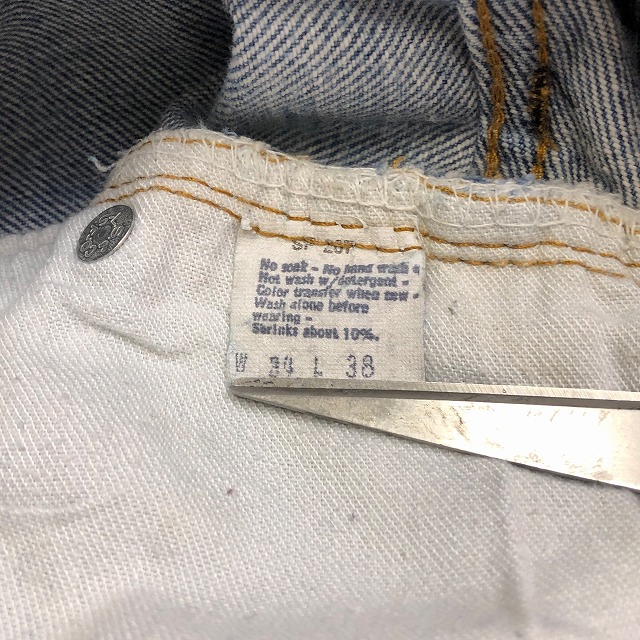 No soak - No hand wash -
Hot wash w/detergent -
Color transfer when new -
Wash alone before
wearing -
Shrinks about 10%.
W 34 L 38